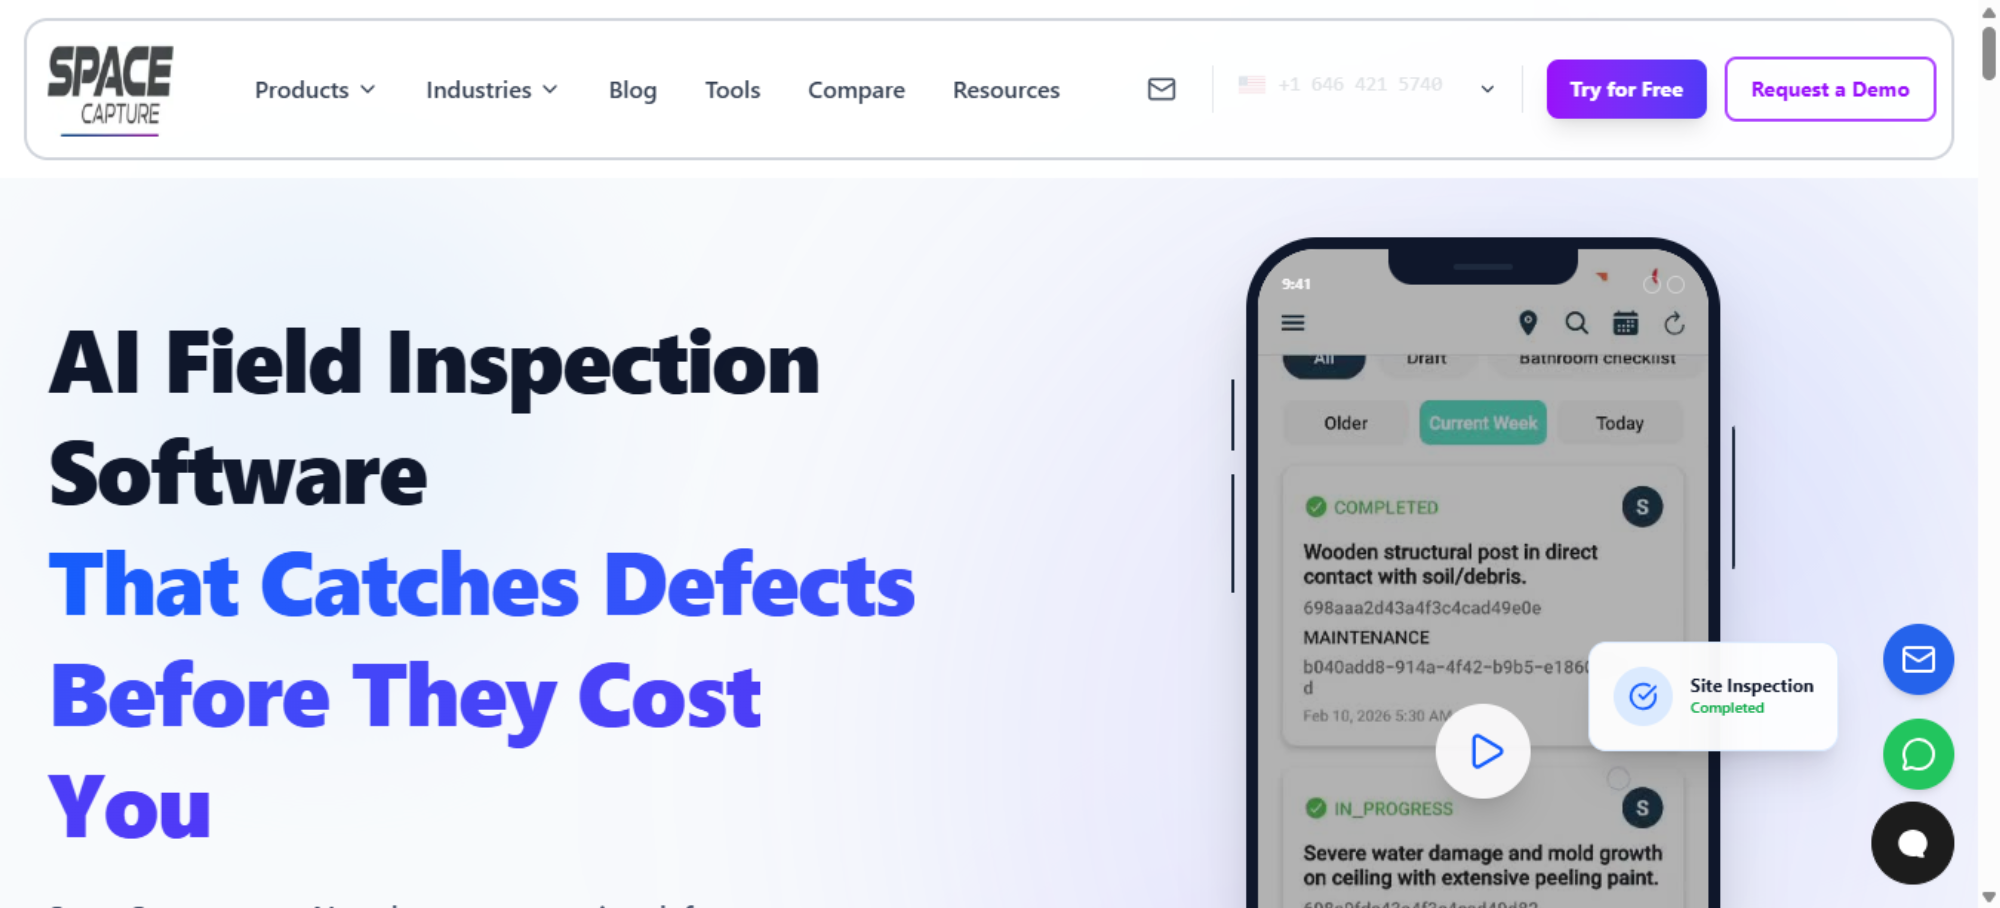 SPACE
CAPTURE
Products
Industries
Blog
Tools
Compare
Resources
+1 646 421 5740
Try for Free
Request a Demo
AI Field Inspection
Software
That Catches Defects
Before They Cost
You
9:41
All
Draft
Bathroom checklist
Older
Current Week
Today
COMPLETED
S
Wooden structural post in direct
contact with soil/debris.
698aaa2d43a4f3c4cad49e0e
MAINTENANCE
b040add8-914a-4f42-b9b5-e1860
d
Feb 10, 2026 5:30 AM
Site Inspection
Completed
IN_PROGRESS
S
Severe water damage and mold growth
on ceiling with extensive peeling paint.